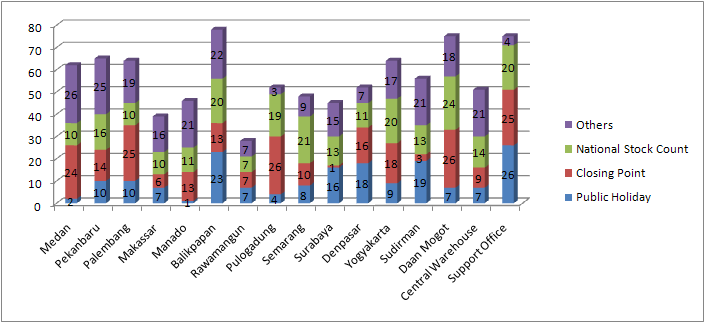 80
70
60
50
40
30
20
10
0
26 10 24 2
25 16 14 10
19 10 25 10
16 10 6 7
21 11 13 1
22 20 13 23
7 7 7 7
3 19 26 4
9 21 10 8
15 13 1 16
7 11 16 18
17 20 18 9
21 13 3 19
18 24 26 7
21 14 9 7
4 20 25 26
Medan
Pekanbaru
Palembang
Makassar
Manado
Balikpapan
Rawamangun
Pulogadung
Semarang
Surabaya
Denpasar
Yogyakarta
Sudirman
Daan Mogot
Central Warehouse
Support Office
Others
National Stock Count
Closing Point
Public Holiday